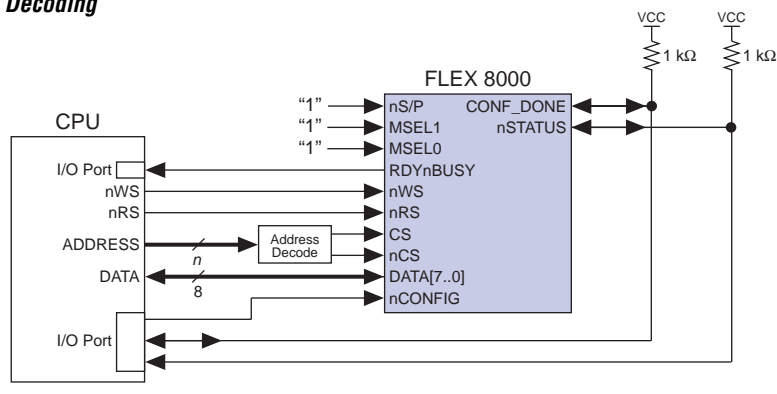 Decoding
VCC VCC
1 kΩ 1 kΩ
FLEX 8000
CPU
"1" nS/P CONF_DONE
"1" MSEL1 nSTATUS
"1" MSEL0
I/O Port RDYnBUSY
nWS nWS
nRS nRS
ADDRESS n Address Decode CS
nCS
DATA 8 DATA[7..0]
nCONFIG
I/O Port